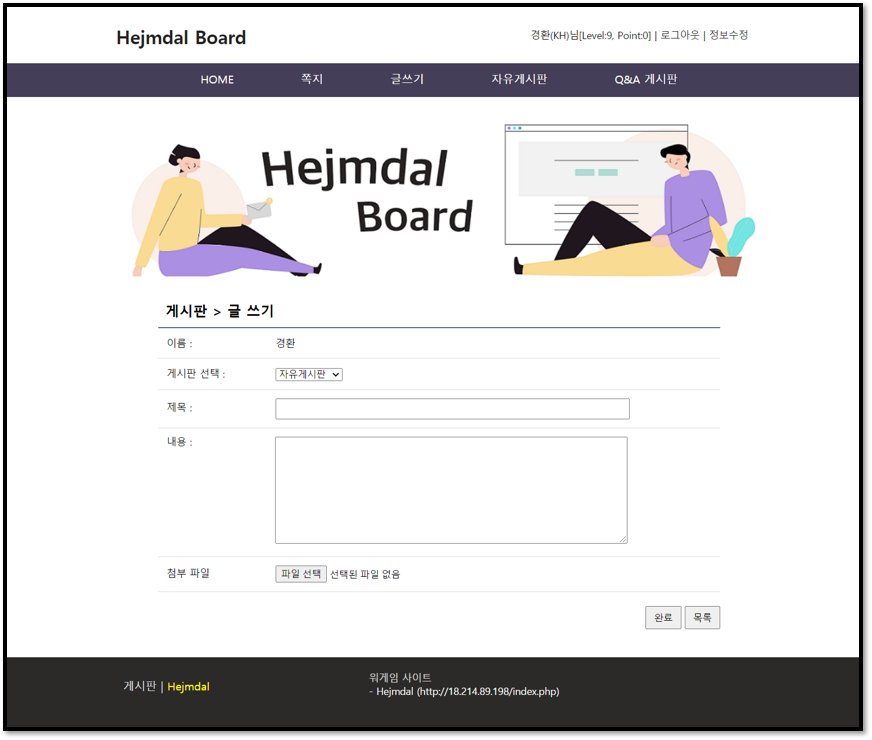 Hejmdal Board
경환(KH)님[Level:9, Point:0] | 로그아웃 | 정보수정
HOME 쪽지 글쓰기 자유게시판 Q&A 게시판
Hejmdal
Board
게시판 > 글 쓰기
이름 : 경환
게시판 선택 : 자유게시판
제목 :
내용 :
첨부 파일 파일 선택 선택된 파일 없음
완료 목록
게시판 | Hejmdal
워게임 사이트
- Hejmdal (http://18.214.89.198/index.php)